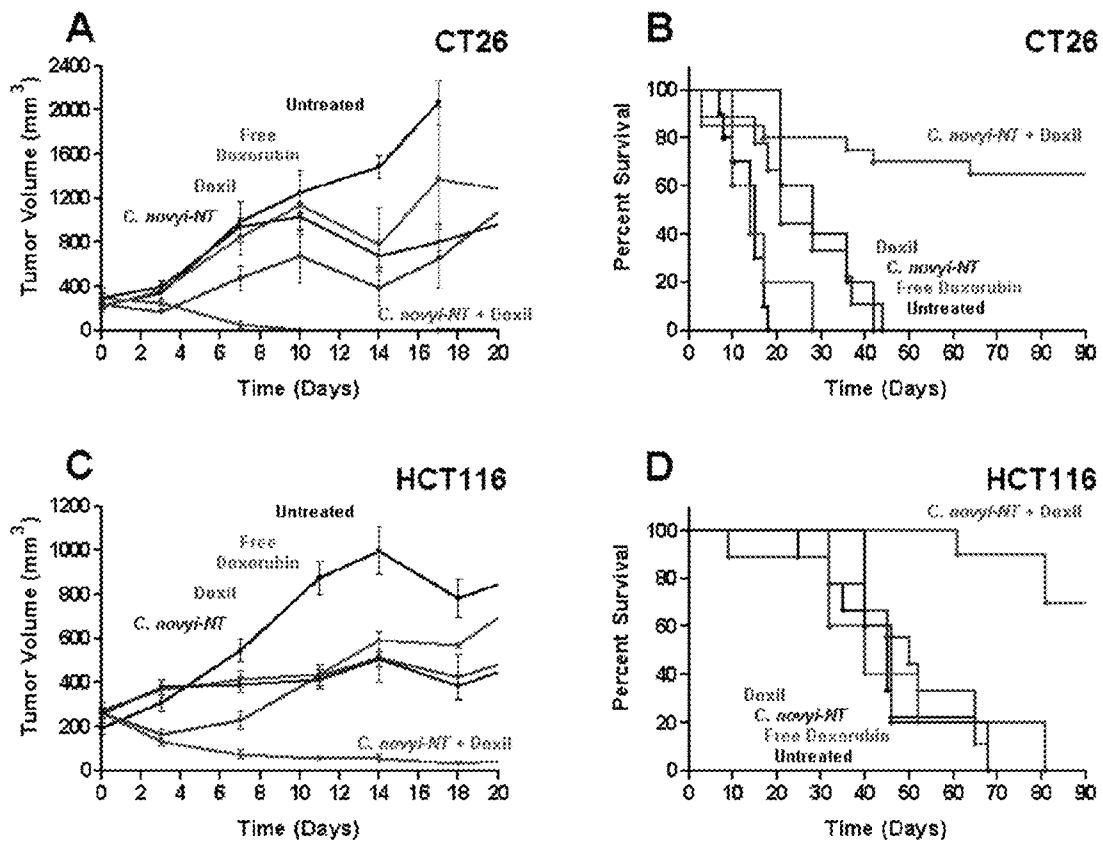 A
CT26
2400
2000
1600
1200
800
400
0
Tumor Volume (mm³)
Untreated
Free
Doxorubin
Doxil
C. novyi-NT
C. novyi-NT + Doxil
0 2 4 6 8 10 12 14 16 18 20
Time (Days)
B
CT26
100
80
60
40
20
0
Percent Survival
C. novyi-NT + Doxil
Doxil
C. novyi-NT
Free Doxorubin
Untreated
0 10 20 30 40 50 60 70 80 90
Time (Days)
C
HCT116
1200
1000
800
600
400
200
0
Tumor Volume (mm³)
Untreated
Free
Doxorubin
Doxil
C. novyi-NT
C. novyi-NT + Doxil
0 2 4 6 8 10 12 14 16 18 20
Time (Days)
D
HCT116
100
80
60
40
20
0
Percent Survival
C. novyi-NT + Doxil
Doxil
C. novyi-NT
Free Doxorubin
Untreated
0 10 20 30 40 50 60 70 80 90
Time (Days)